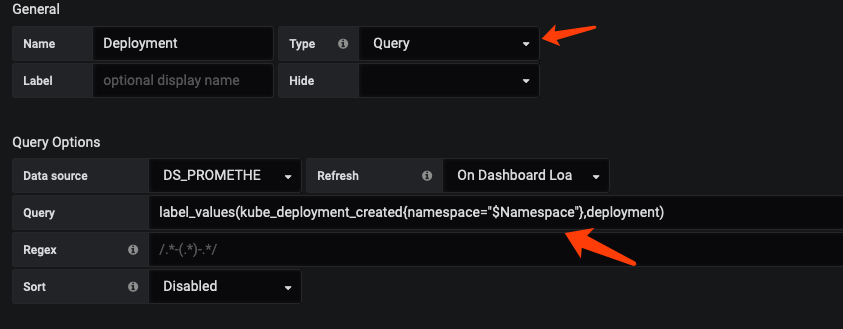 General
Name Deployment Type Query
Label optional display name Hide
Query Options
Data source DS_PROMETHE Refresh On Dashboard Loa
Query label_values(kube_deployment_created{namespace="$Namespace"},deployment)
Regex /.*-(.*)-.*/
Sort Disabled